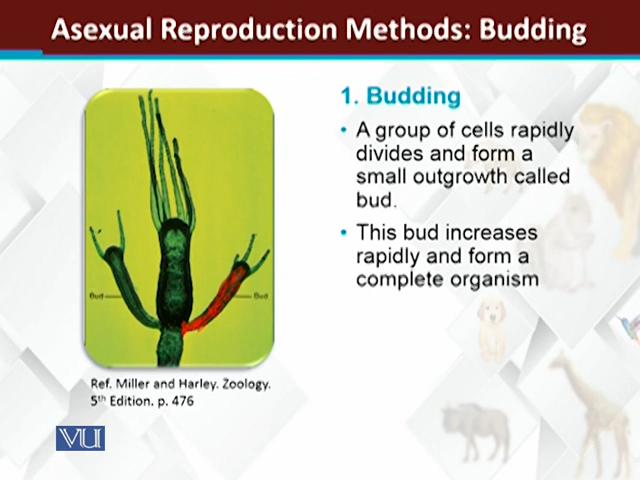 Asexual Reproduction Methods: Budding
1. Budding
• A group of cells rapidly
divides and form a
small outgrowth called
bud.
• This bud increases
rapidly and form a
complete organism
Bud
Bud
Ref. Miller and Harley. Zoology.
5th Edition. p. 476
VU